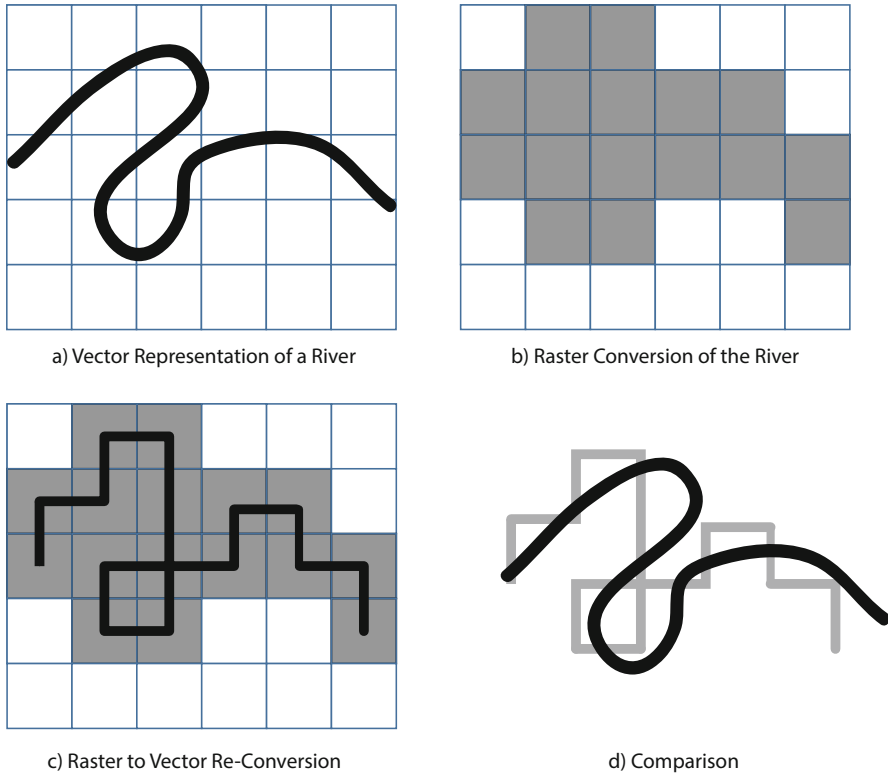 a) Vector Representation of a River
b) Raster Conversion of the River
c) Raster to Vector Re-Conversion
d) Comparison